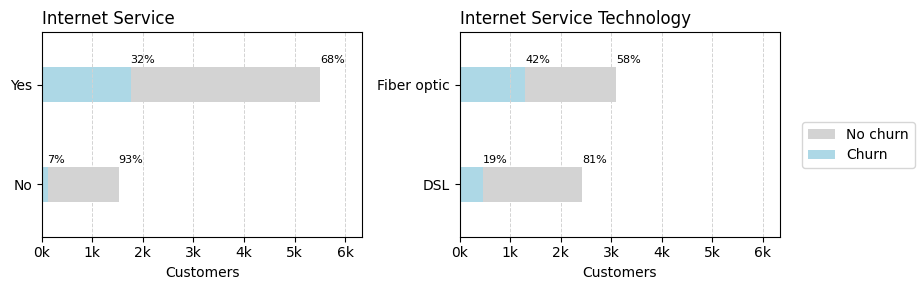 Internet Service
Yes
32%
68%
No
7%
93%
0k 1k 2k 3k 4k 5k 6k
Customers
Internet Service Technology
Fiber optic
42%
58%
DSL
19%
81%
0k 1k 2k 3k 4k 5k 6k
Customers
No churn
Churn